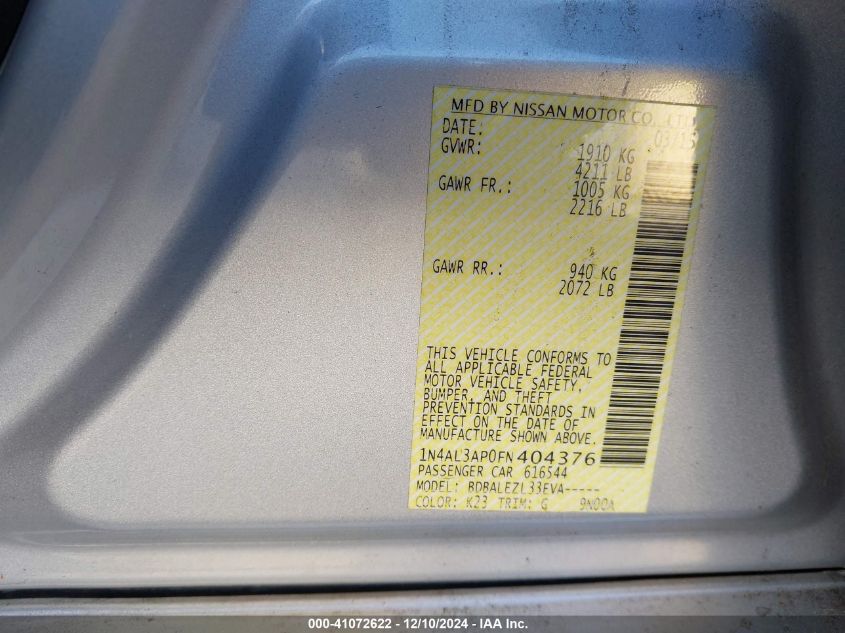 MFD BY NISSAN MOTOR CO., LTD.
DATE: 03/15
GVWR: 1910 KG
4211 LB
GAWR FR.: 1005 KG
2216 LB
GAWR RR.: 940 KG
2072 LB
THIS VEHICLE CONFORMS TO
ALL APPLICABLE FEDERAL
MOTOR VEHICLE SAFETY,
BUMPER, AND THEFT
PREVENTION STANDARDS IN
EFFECT ON THE DATE OF
MANUFACTURE SHOWN ABOVE.
1N4AL3AP0FN404376
PASSENGER CAR 616544
MODEL: BDBALEZL33EVA-----
COLOR: K23 TRIM: G 9N00A
000-41072622 - 12/10/2024 - IAA Inc.